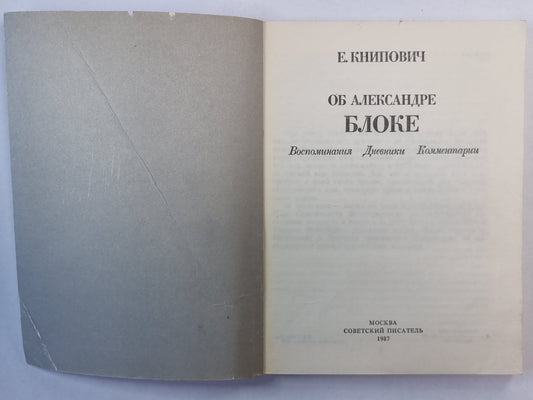 Е. КНИПОВИЧ
ОБ АЛЕКСАНДРЕ
БЛОКЕ
Воспоминания Дневники Комментарии
МОСКВА
СОВЕТСКИЙ ПИСАТЕЛЬ
1987